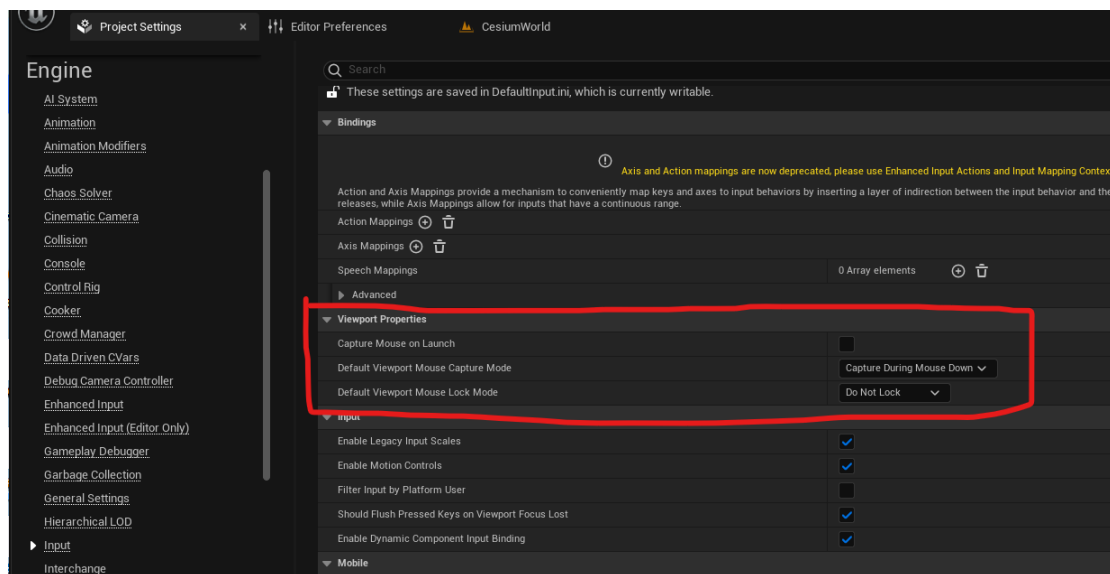 Project Settings
Editor Preferences
CesiumWorld
Engine
AI System
Animation
Animation Modifiers
Audio
Chaos Solver
Cinematic Camera
Collision
Console
Control Rig
Cooker
Crowd Manager
Data Driven CVars
Debug Camera Controller
Enhanced Input
Enhanced Input (Editor Only)
Gameplay Debugger
Garbage Collection
General Settings
Hierarchical LOD
Input
Interchange
Search
These settings are saved in DefaultInput.ini, which is currently writable.
Bindings
Axis and Action mappings are now deprecated, please use Enhanced Input Actions and Input Mapping Contex
Action and Axis Mappings provide a mechanism to conveniently map keys and axes to input behaviors by inserting a layer of indirection between the input behavior and the
releases, while Axis Mappings allow for inputs that have a continuous range.
Action Mappings
Axis Mappings
Speech Mappings 0 Array elements
Advanced
Viewport Properties
Capture Mouse on Launch
Default Viewport Mouse Capture Mode Capture During Mouse Down
Default Viewport Mouse Lock Mode Do Not Lock
Input
Enable Legacy Input Scales
Enable Motion Controls
Filter Input by Platform User
Should Flush Pressed Keys on Viewport Focus Lost
Enable Dynamic Component Input Binding
Mobile